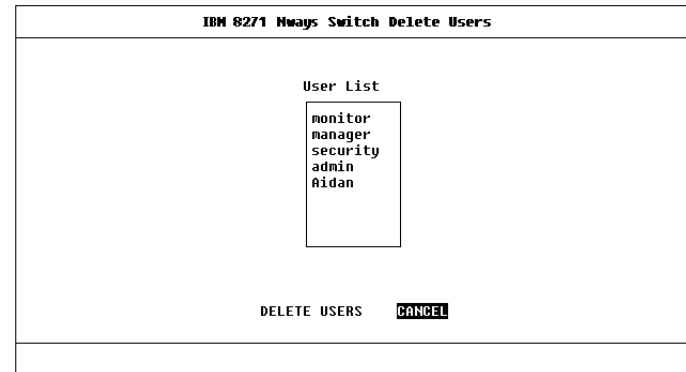 IBM 8271 Nways Switch Delete Users
User List
monitor
manager
security
admin
Aidan
DELETE USERS CANCEL